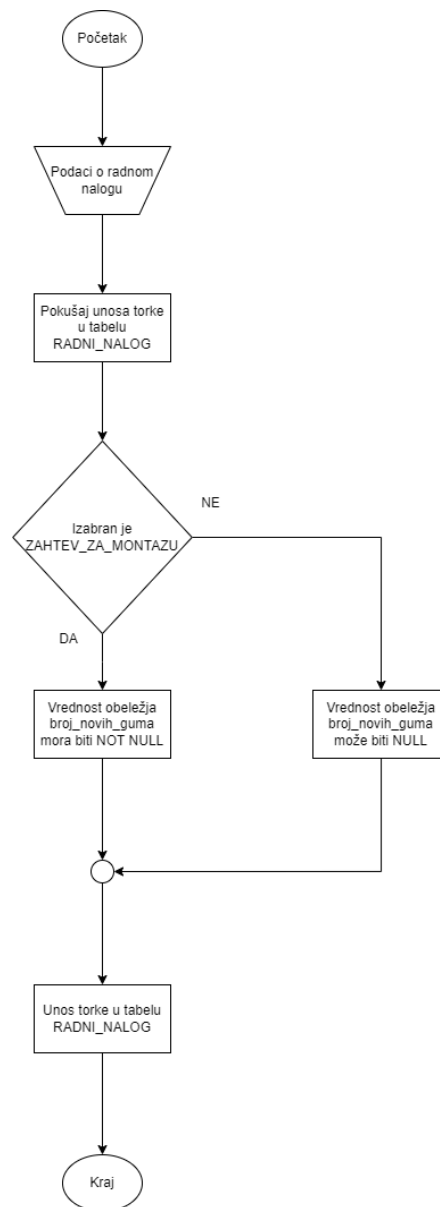 Početak
Podaci o radnom
nalogu
Pokušaj unosa torke
u tabelu
RADNI_NALOG
NE
Izabran je
ZAHTEV_ZA_MONTAZU
DA
Vrednost obeležja
broj_novih_guma
mora biti NOT NULL
Vrednost obeležja
broj_novih_guma
može biti NULL
Unos torke u tabelu
RADNI_NALOG
Kraj